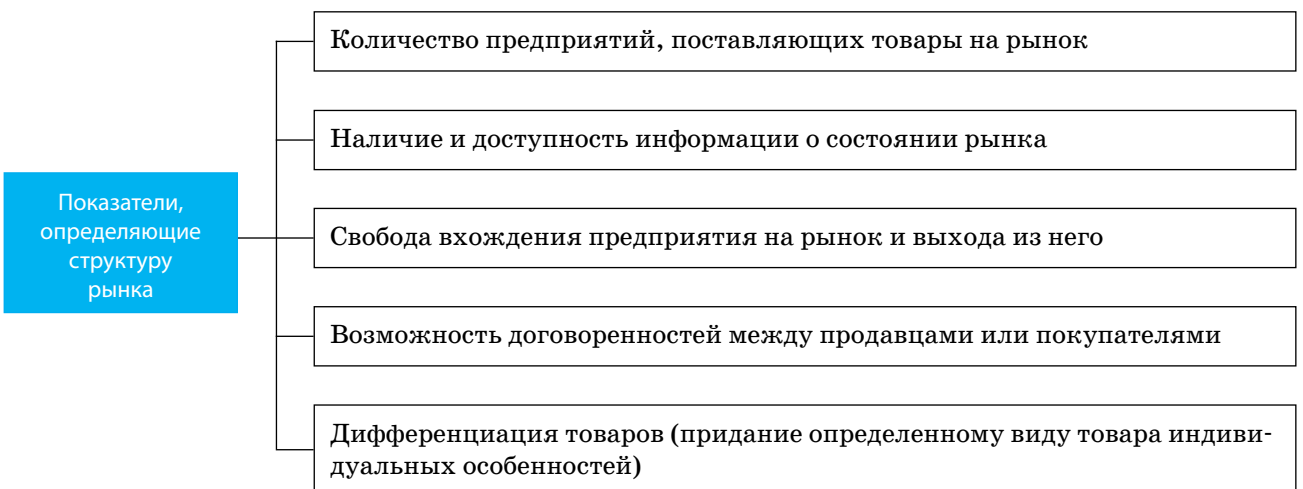 Количество предприятий, поставляющих товары на рынок
Наличие и доступность информации о состоянии рынка
Показатели,
определяющие
структуру
рынка
Свобода вхождения предприятия на рынок и выхода из него
Возможность договоренностей между продавцами или покупателями
Дифференциация товаров (придание определенному виду товара индиви-
дуальных особенностей)